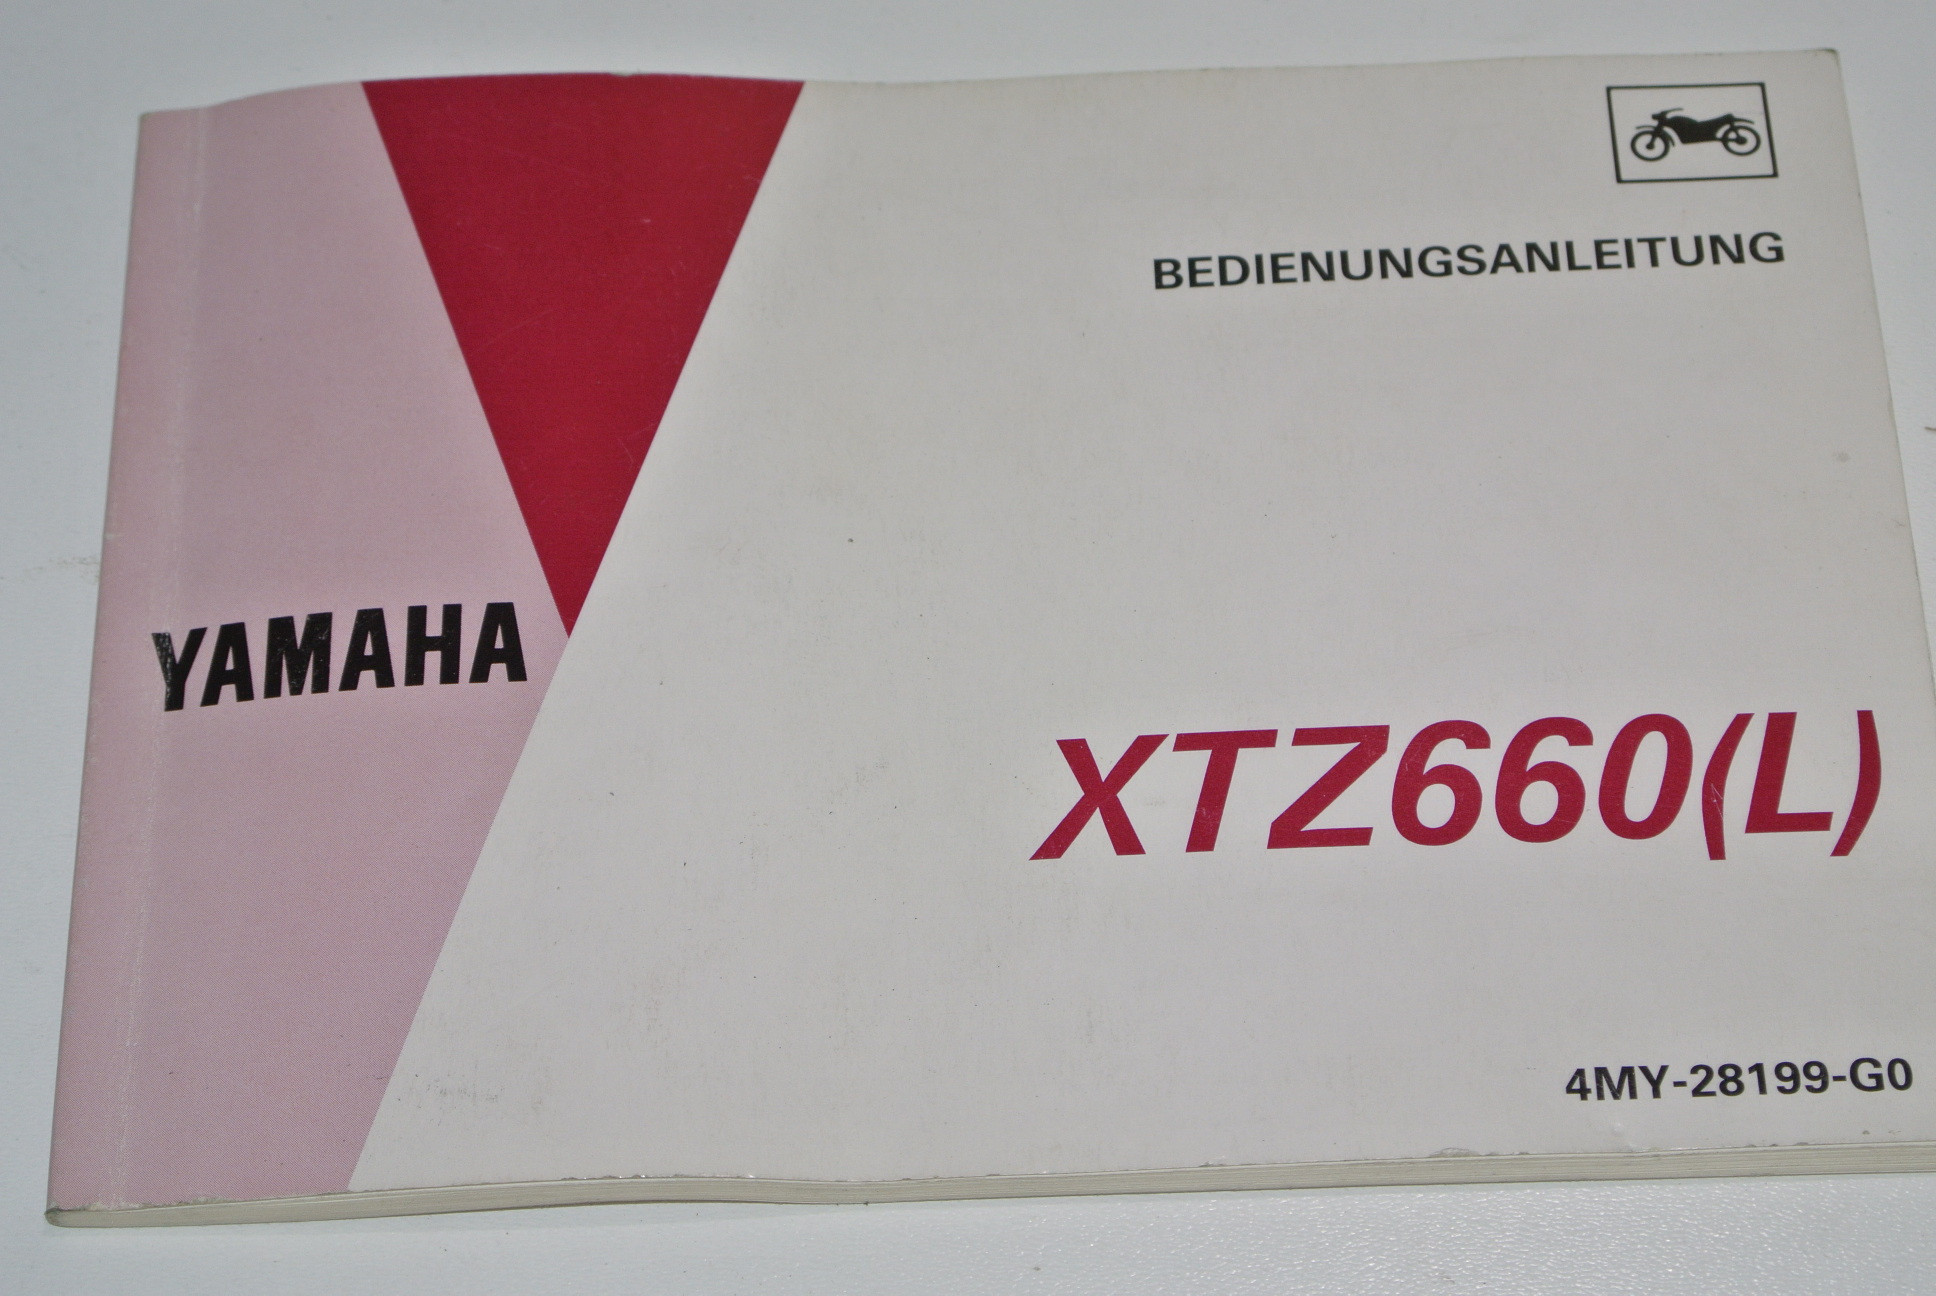 BEDIENUNGSANLEITUNG
YAMAHA
XTZ660(L)
4MY-28199-G0